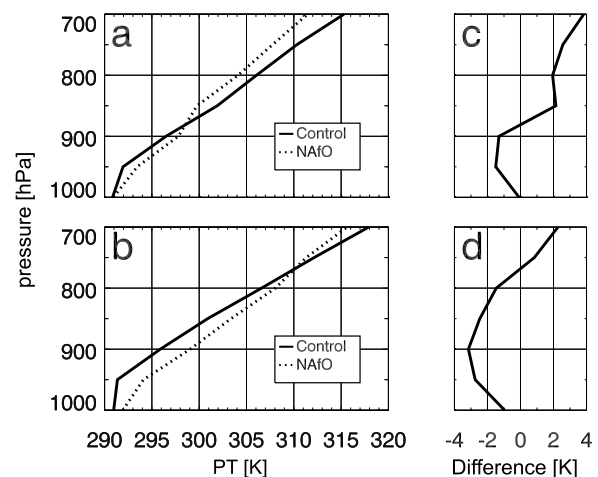 a
c
700
800
900
1000
Control
NAfO
pressure [hPa]
b
d
700
800
900
1000
Control
NAfO
290 295 300 305 310 315 320
-4 -2 0 2 4
PT [K]
Difference [K]